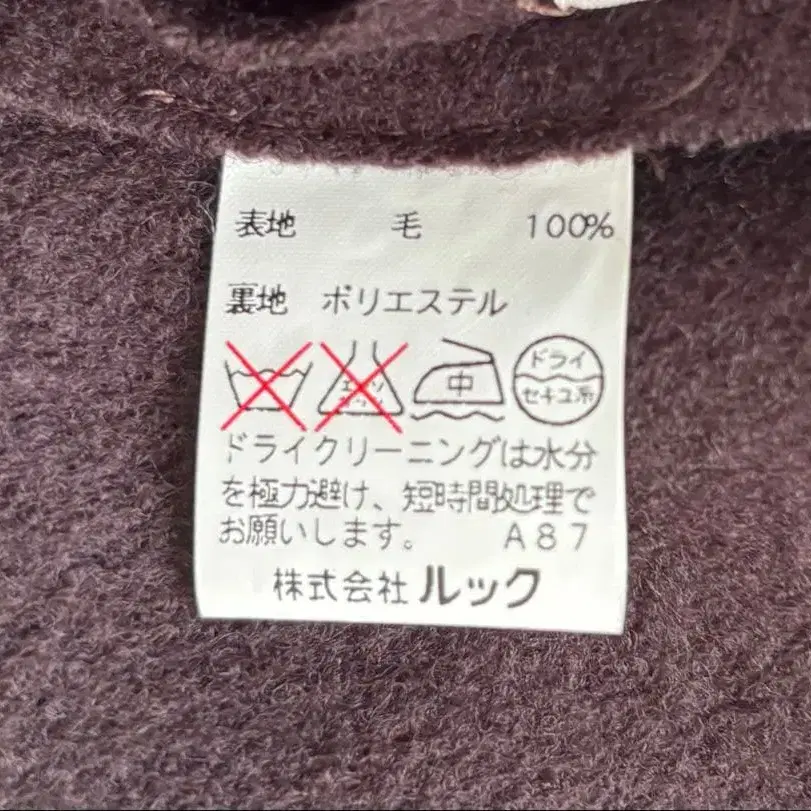 表地 毛 100%
裏地 ポリエステル
中 ドライ
セキユ系
ドライクリーニングは水分
を極力避け、短時間処理で
お願いします。 A87
株式会社 ルック